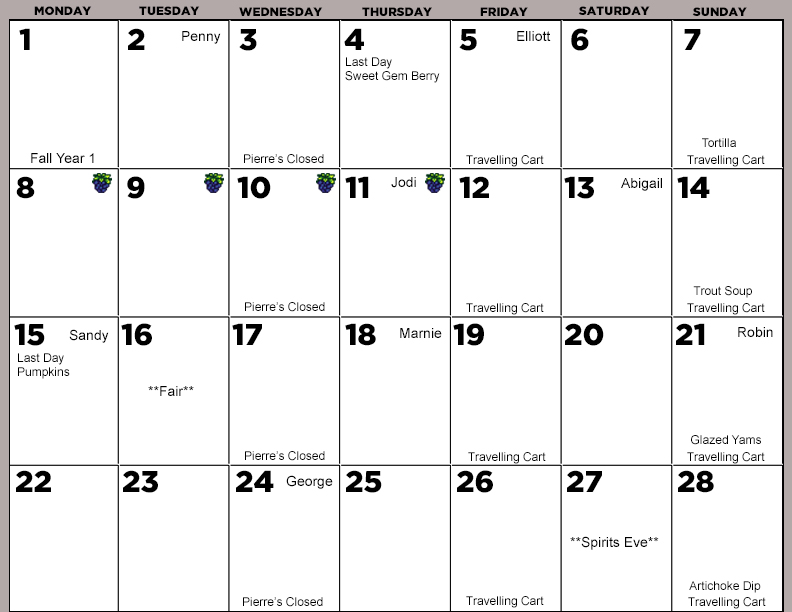 MONDAY TUESDAY WEDNESDAY THURSDAY FRIDAY SATURDAY SUNDAY
1
Fall Year 1
2 Penny
3
Pierre's Closed
4
Last Day
Sweet Gem Berry
5 Elliott
Travelling Cart
6
7
Tortilla
Travelling Cart
8
9
10
Pierre's Closed
11 Jodi
12
Travelling Cart
13 Abigail
14
Trout Soup
Travelling Cart
15 Sandy
Last Day
Pumpkins
16
**Fair**
17
Pierre's Closed
18 Marnie
19
Travelling Cart
20
21 Robin
Glazed Yams
Travelling Cart
22
23
24 George
Pierre's Closed
25
26
Travelling Cart
27
**Spirits Eve**
28
Artichoke Dip
Travelling Cart